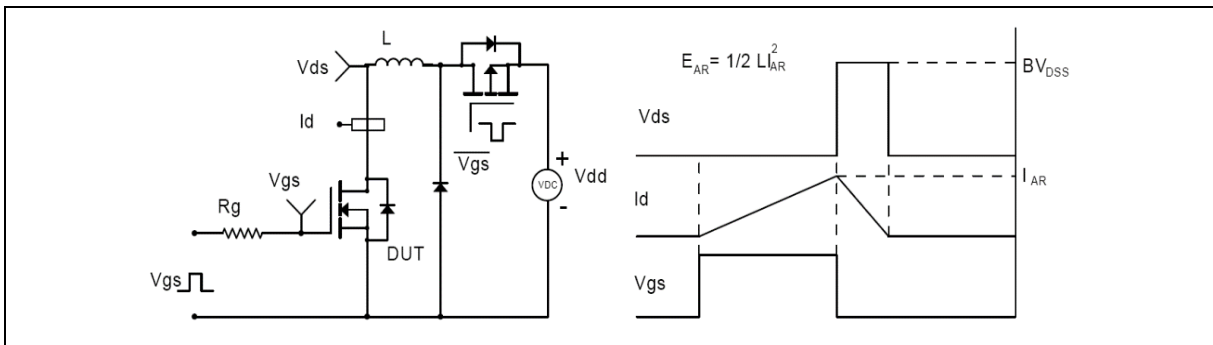 L
Vds
Id
Vgs
Vgs
Rg
DUT
Vgs
VDC
+
-
Vdd
E_AR = 1/2 LI_AR^2
Vds
BV_DSS
Id
I_AR
Vgs